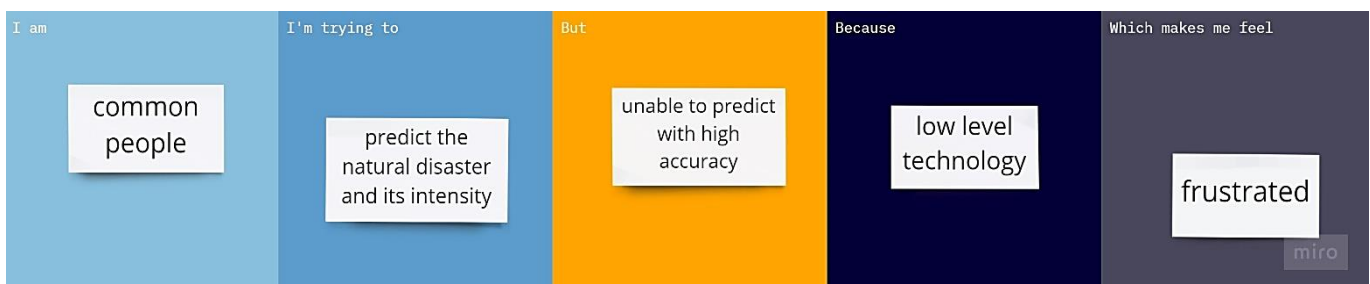 I am
common
people
I'm trying to
predict the
natural disaster
and its intensity
But
unable to predict
with high
accuracy
Because
low level
technology
Which makes me feel
frustrated
miro